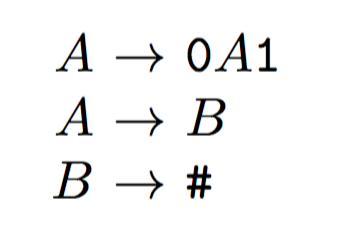 A → 0A1
A → B
B → #